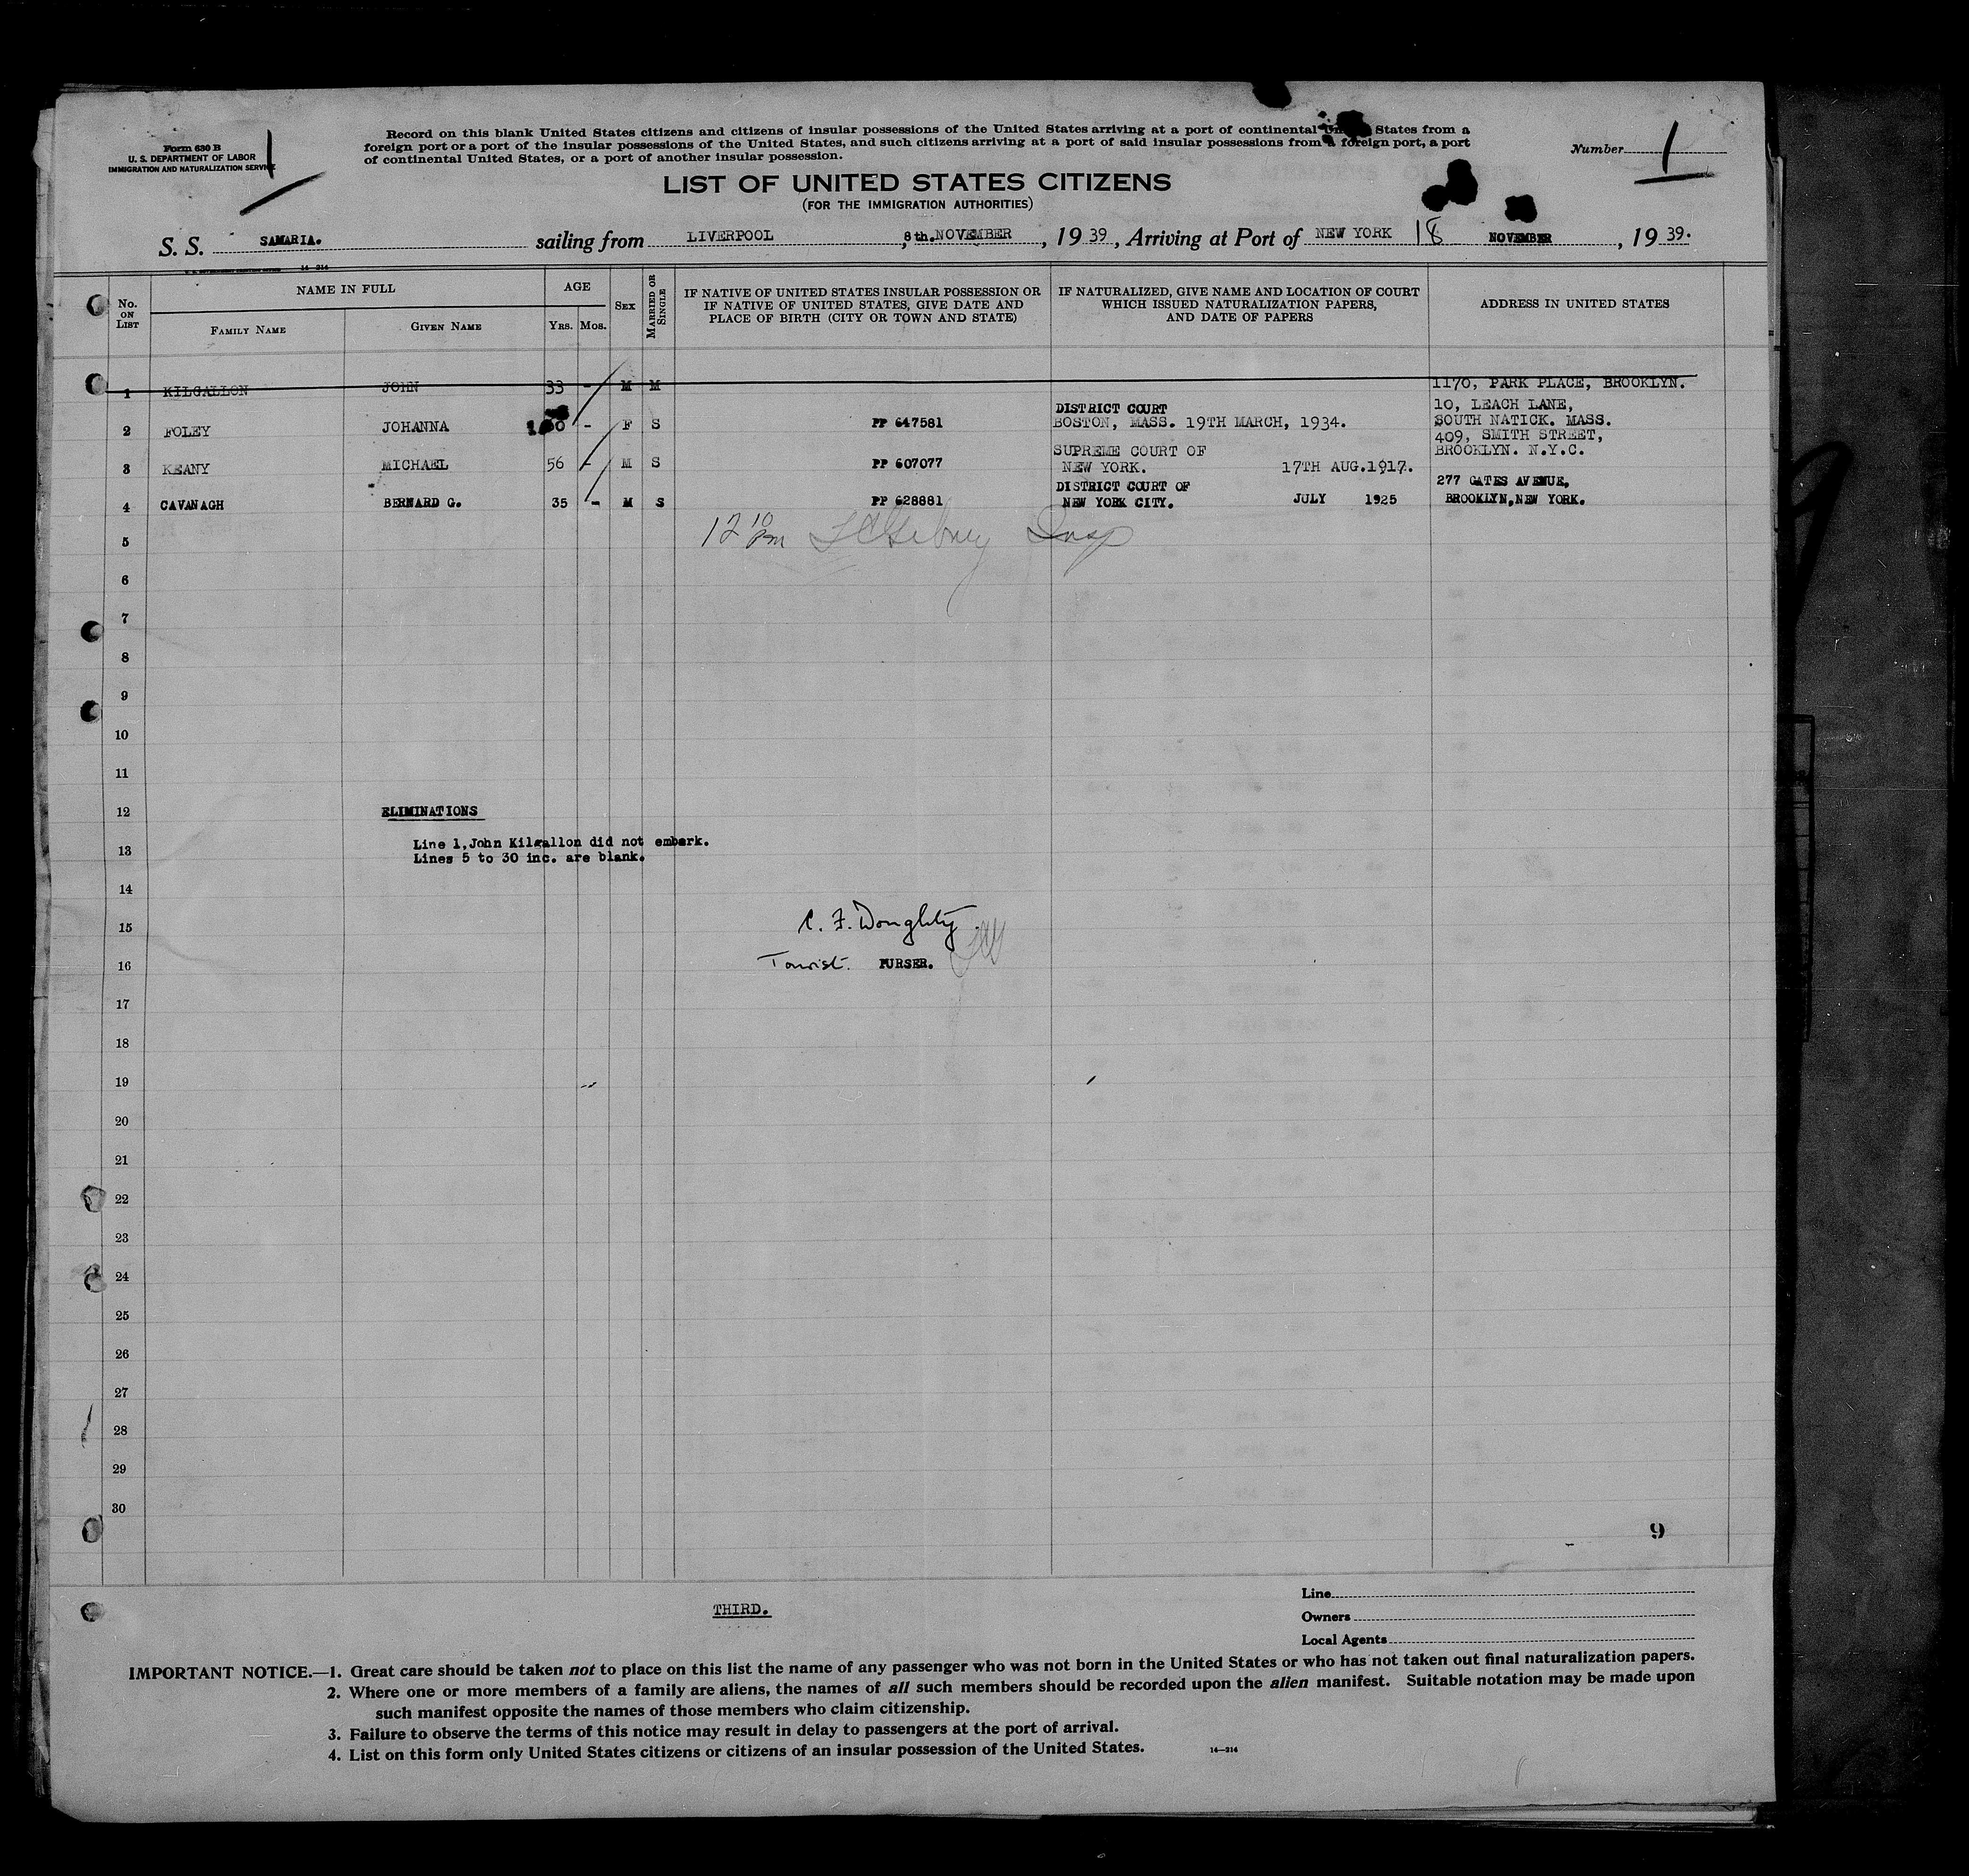 Form 630 B
U. S. DEPARTMENT OF LABOR
IMMIGRATION AND NATURALIZATION SERVICE
Record on this blank United States citizens and citizens of insular possessions of the United States arriving at a port of continental United States from a
foreign port or a port of the insular possessions of the United States, and such citizens arriving at a port of said insular possessions from a foreign port, a port
of continental United States, or a port of another insular possession.
Number 1
LIST OF UNITED STATES CITIZENS
(FOR THE IMMIGRATION AUTHORITIES)
S. S. SAMARIA. sailing from LIVERPOOL, 8th. NOVEMBER, 19 39, Arriving at Port of NEW YORK 18 NOVEMBER, 19 39.
14-214
No. ON LIST
NAME IN FULL
FAMILY NAME
GIVEN NAME
AGE
YRS. MOS.
SEX
MARRIED OR SINGLE
IF NATIVE OF UNITED STATES INSULAR POSSESSION OR
IF NATIVE OF UNITED STATES, GIVE DATE AND
PLACE OF BIRTH (CITY OR TOWN AND STATE)
IF NATURALIZED, GIVE NAME AND LOCATION OF COURT
WHICH ISSUED NATURALIZATION PAPERS,
AND DATE OF PAPERS
ADDRESS IN UNITED STATES
1 KILGALLON JOHN 33 - M M 1170, PARK PLACE, BROOKLYN.
DISTRICT COURT 10, LEACH LANE,
2 FOLEY JOHANNA - F S PP 647581 BOSTON, MASS. 19TH MARCH, 1934. SOUTH NATICK. MASS.
SUPREME COURT OF 409, SMITH STREET,
BROOKLYN. N.Y.C.
3 KEANY MICHAEL 56 - M S PP 607077 NEW YORK. 17TH AUG.1917.
DISTRICT COURT OF 277 GATES AVENUE,
4 CAVANAGH BERNARD G. 35 - M S PP 628881 NEW YORK CITY. JULY 1925 BROOKLYN,NEW YORK.
5 12 10 pm Insp
6
7
8
9
10
11
12 ELIMINATIONS
Line 1,John Kilgallon did not embark.
13
Lines 5 to 30 inc. are blank.
14
15 C. F. Doughty.
16 Tourist. PURSER.
17
18
19
20
21
22
23
24
25
26
27
28
29
30
9
Line
THIRD.
Owners
Local Agents
IMPORTANT NOTICE.—1. Great care should be taken not to place on this list the name of any passenger who was not born in the United States or who has not taken out final naturalization papers.
2. Where one or more members of a family are aliens, the names of all such members should be recorded upon the alien manifest. Suitable notation may be made upon
such manifest opposite the names of those members who claim citizenship.
3. Failure to observe the terms of this notice may result in delay to passengers at the port of arrival.
4. List on this form only United States citizens or citizens of an insular possession of the United States. 14—214